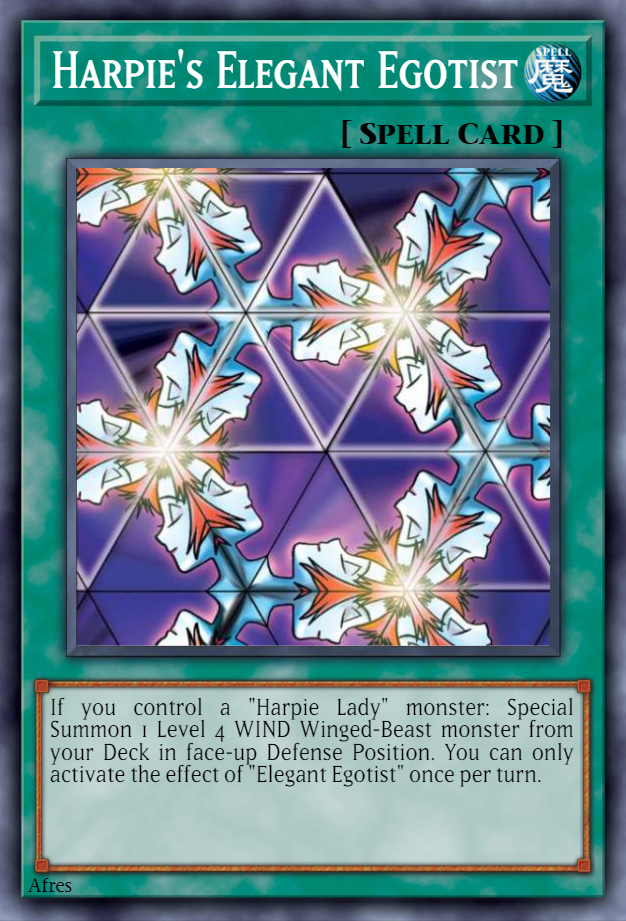 Harpie's Elegant Egotist
SPELL
魔
[ Spell Card ]
If you control a "Harpie Lady" monster: Special
Summon 1 Level 4 WIND Winged-Beast monster from
your Deck in face-up Defense Position. You can only
activate the effect of "Elegant Egotist" once per turn.
Afres